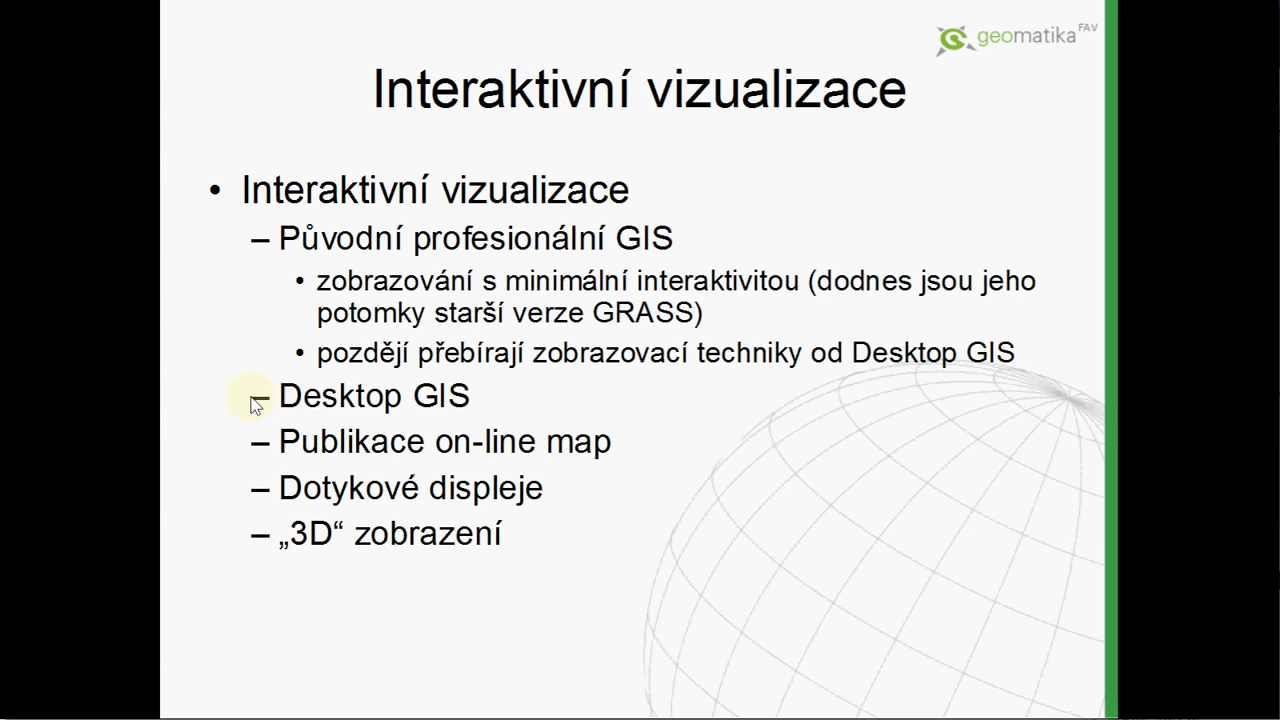 geomatika FAV
Interaktivní vizualizace
• Interaktivní vizualizace
– Původní profesionální GIS
• zobrazování s minimální interaktivitou (dodnes jsou jeho
potomky starší verze GRASS)
• pozdějí přebírají zobrazovací techniky od Desktop GIS
– Desktop GIS
– Publikace on-line map
– Dotykové displeje
– „3D“ zobrazení